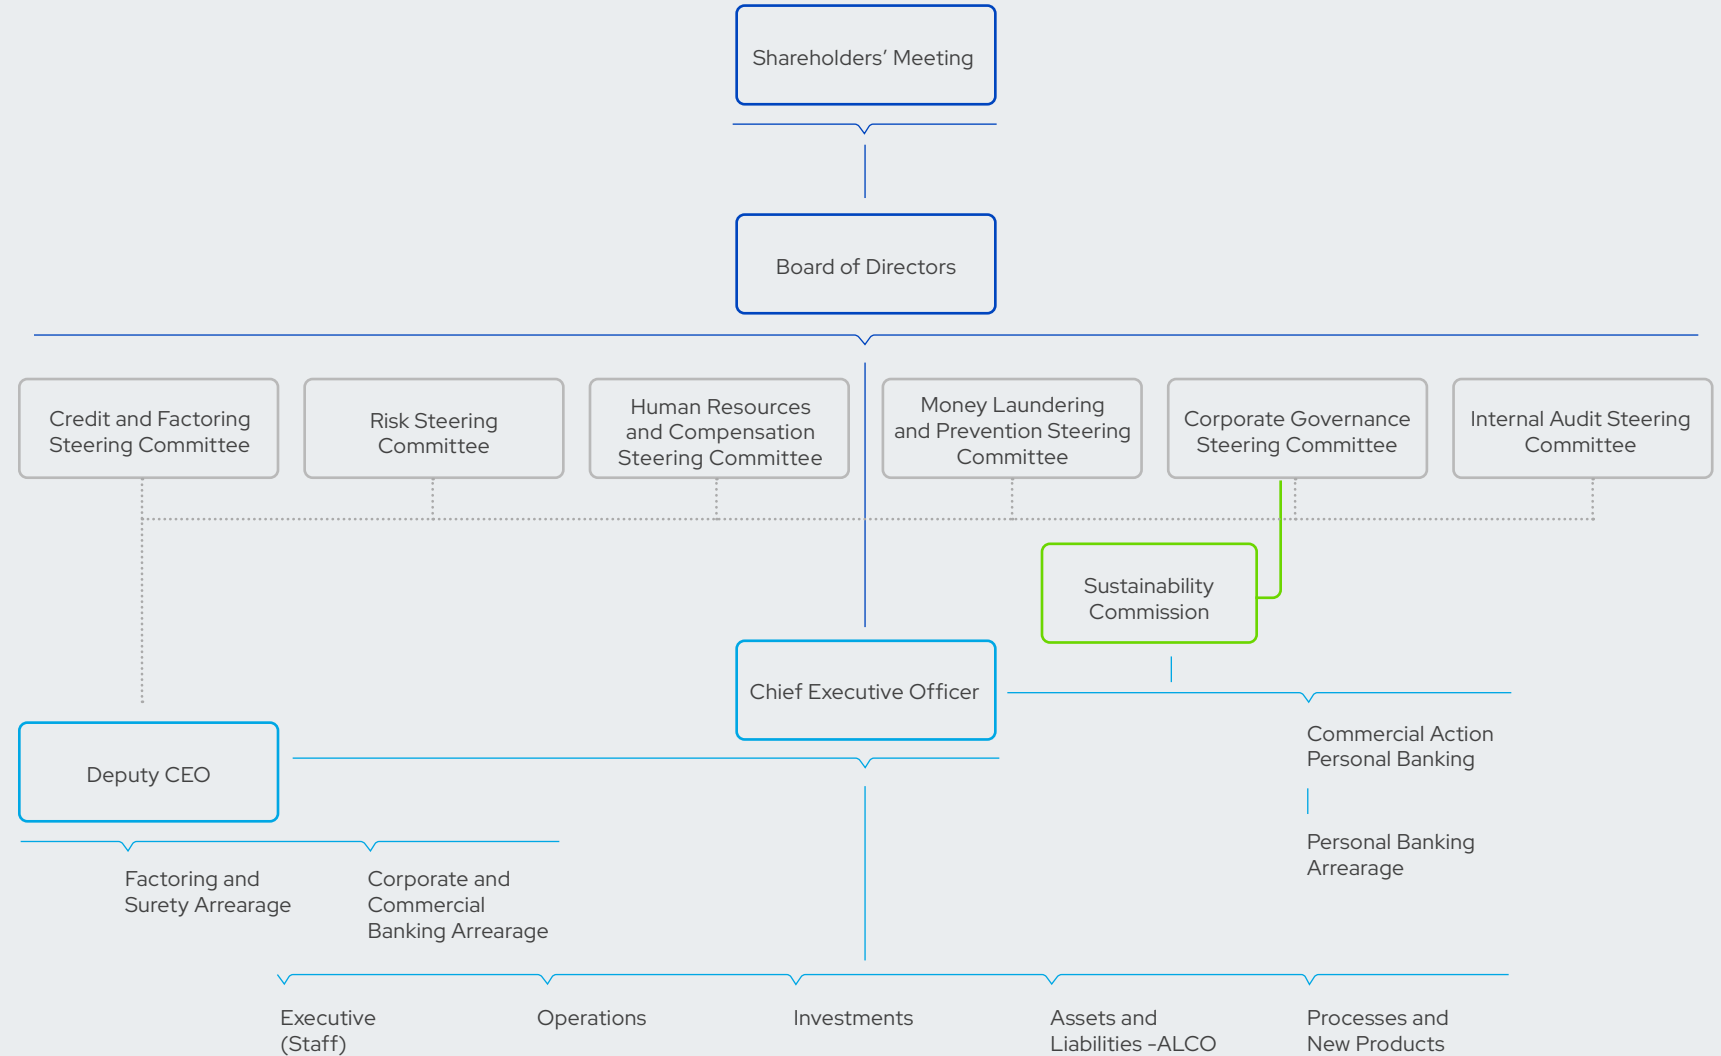 Shareholders’ Meeting
Board of Directors
Credit and Factoring
Steering Committee
Risk Steering
Committee
Human Resources
and Compensation
Steering Committee
Money Laundering
and Prevention Steering
Committee
Corporate Governance
Steering Committee
Internal Audit Steering
Committee
Sustainability
Commission
Chief Executive Officer
Deputy CEO
Commercial Action
Personal Banking
Personal Banking
Arrearage
Factoring and
Surety Arrearage
Corporate and
Commercial
Banking Arrearage
Executive
(Staff)
Operations
Investments
Assets and
Liabilities -ALCO
Processes and
New Products